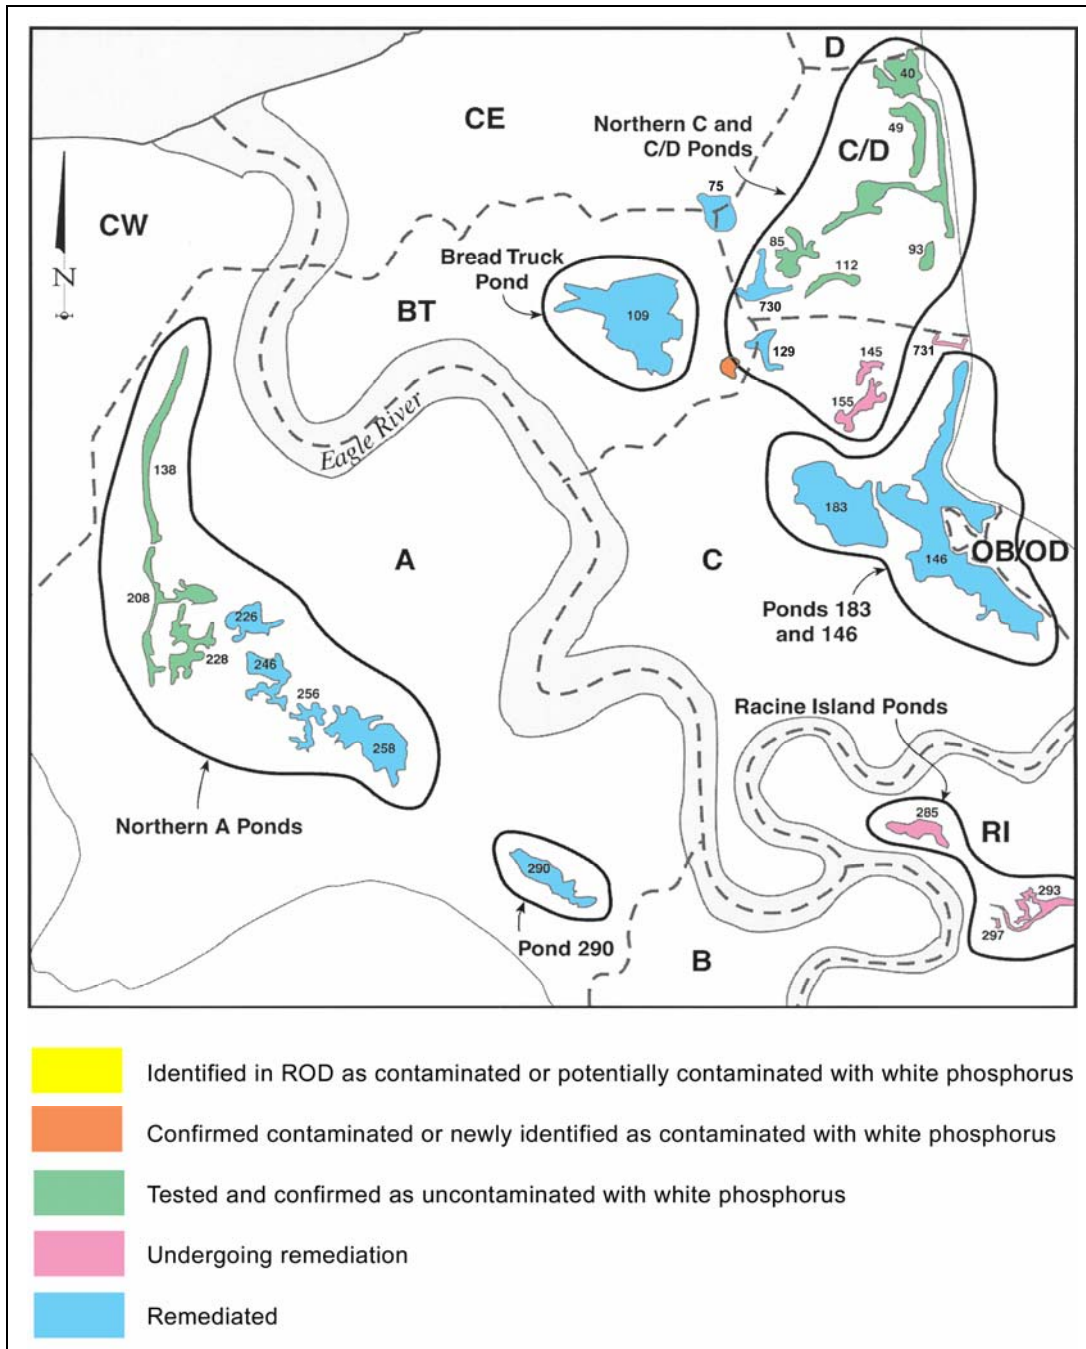 D
40
CE
Northern C and
C/D Ponds
49
C/D
75
CW
N
85
93
Bread Truck
Pond
112
BT
109
730
129
731
145
155
Eagle River
138
183
OB/OD
146
A
C
208
226
Ponds 183
and 146
228
246
256
258
Racine Island Ponds
285
RI
Northern A Ponds
290
293
297
Pond 290
B
Identified in ROD as contaminated or potentially contaminated with white phosphorus
Confirmed contaminated or newly identified as contaminated with white phosphorus
Tested and confirmed as uncontaminated with white phosphorus
Undergoing remediation
Remediated